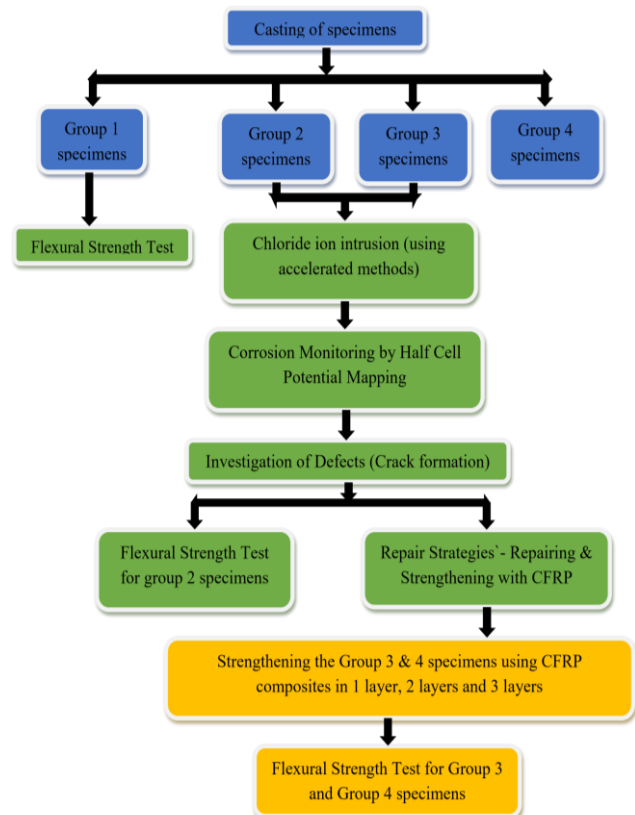 Casting of specimens
Group 1
specimens
Group 2
specimens
Group 3
specimens
Group 4
specimens
Flexural Strength Test
Chloride ion intrusion (using
accelerated methods)
Corrosion Monitoring by Half Cell
Potential Mapping
Investigation of Defects (Crack formation)
Flexural Strength Test
for group 2 specimens
Repair Strategies`- Repairing &
Strengthening with CFRP
Strengthening the Group 3 & 4 specimens using CFRP
composites in 1 layer, 2 layers and 3 layers
Flexural Strength Test for Group 3
and Group 4 specimens